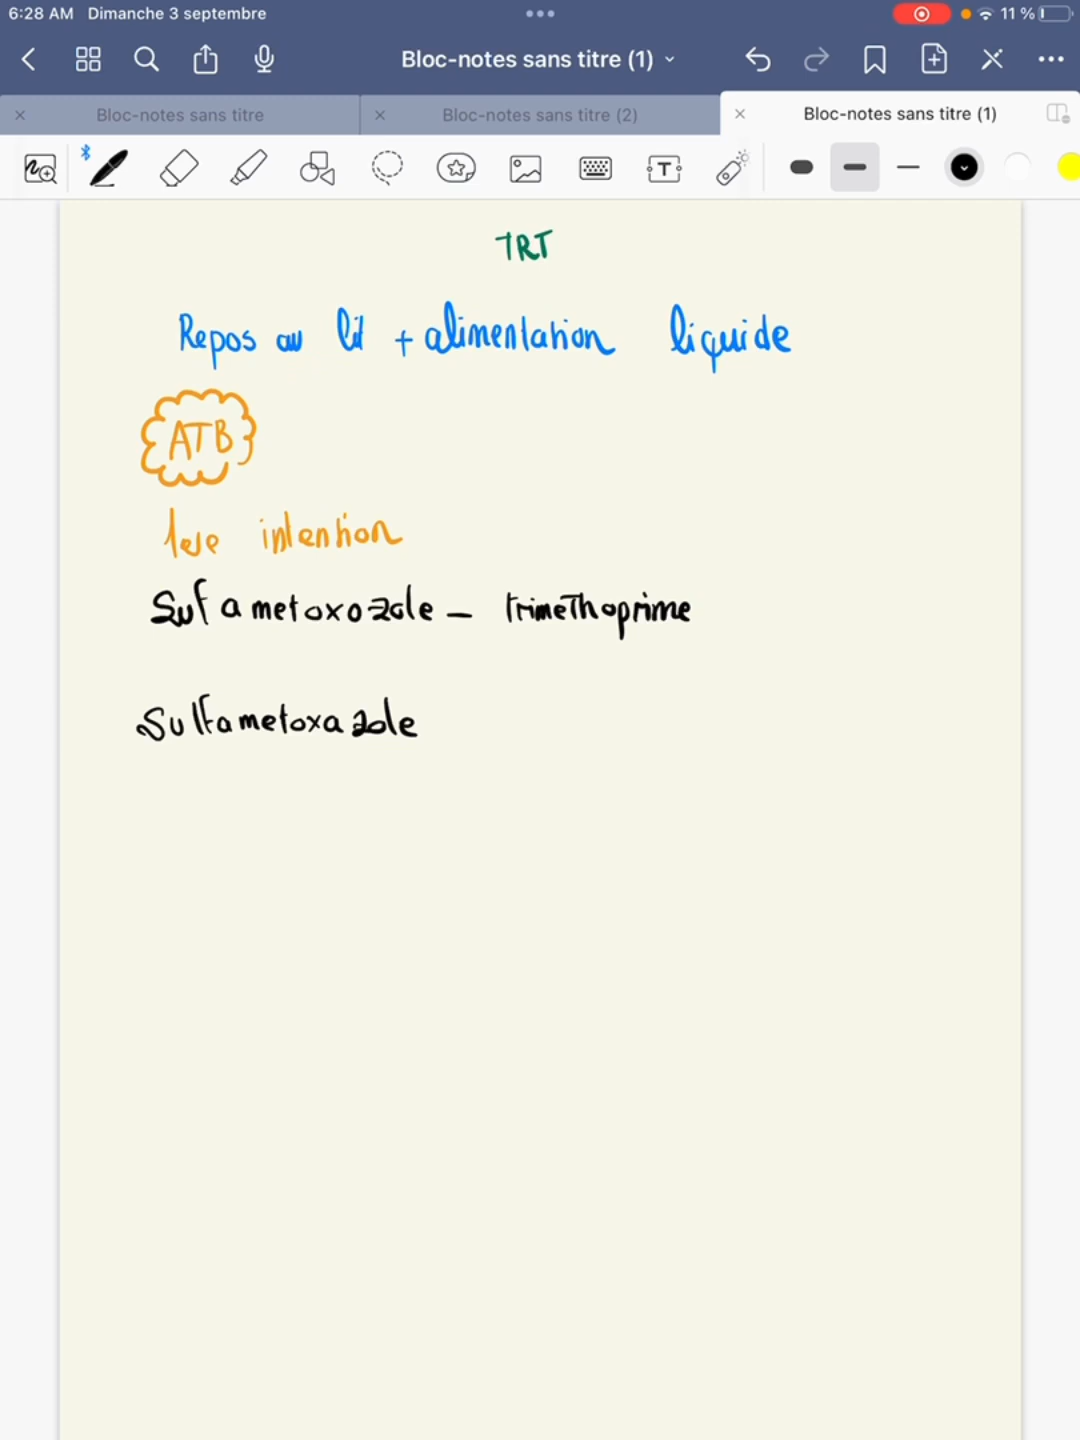 6:28 AM Dimanche 3 septembre
11 %
Bloc-notes sans titre (1)
Bloc-notes sans titre
Bloc-notes sans titre (2)
Bloc-notes sans titre (1)
TRT
Repos au lit + alimentation liquide
ATB
1ere intention
Sufametoxozole - trimethoprime
Sulfametoxazole